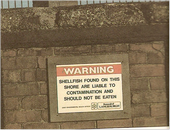 WARNING
SHELLFISH FOUND ON THIS
SHORE ARE LIABLE TO
CONTAMINATION AND
SHOULD NOT BE EATEN